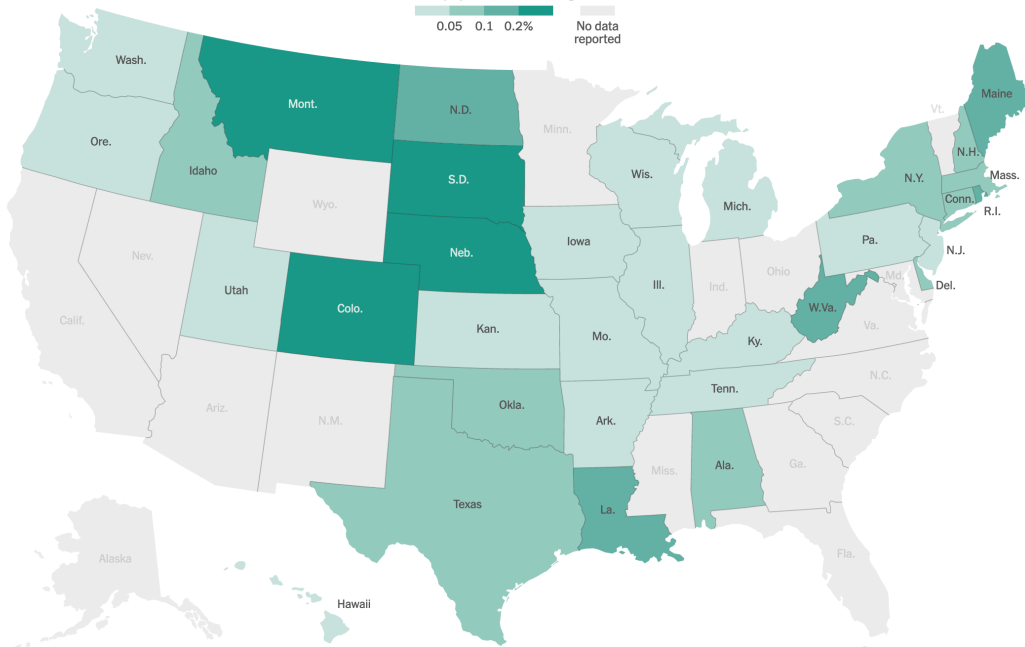 0.05 0.1 0.2%
No data
reported
Wash.
Mont.
N.D.
Minn.
Maine
Vt.
Ore.
Idaho
S.D.
Wis.
Mich.
N.Y.
N.H.
Mass.
Conn.
R.I.
Wyo.
Nev.
Utah
Neb.
Iowa
Pa.
N.J.
Ill.
Ind.
Ohio
Md.
Del.
Calif.
Colo.
Kan.
Mo.
W.Va.
Ky.
Va.
Ariz.
N.M.
Okla.
Ark.
Tenn.
N.C.
S.C.
Texas
La.
Miss.
Ala.
Ga.
Fla.
Alaska
Hawaii